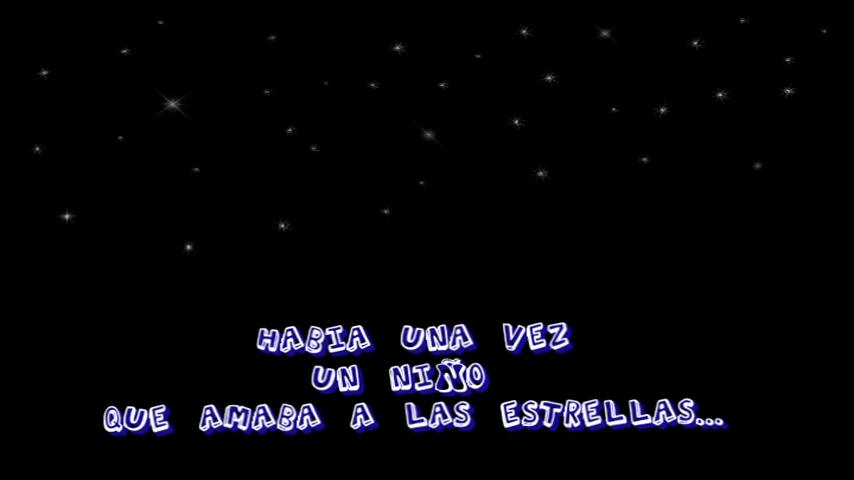 HABIA UNA VEZ
UN NIÑO
QUE AMABA A LAS ESTRELLAS...